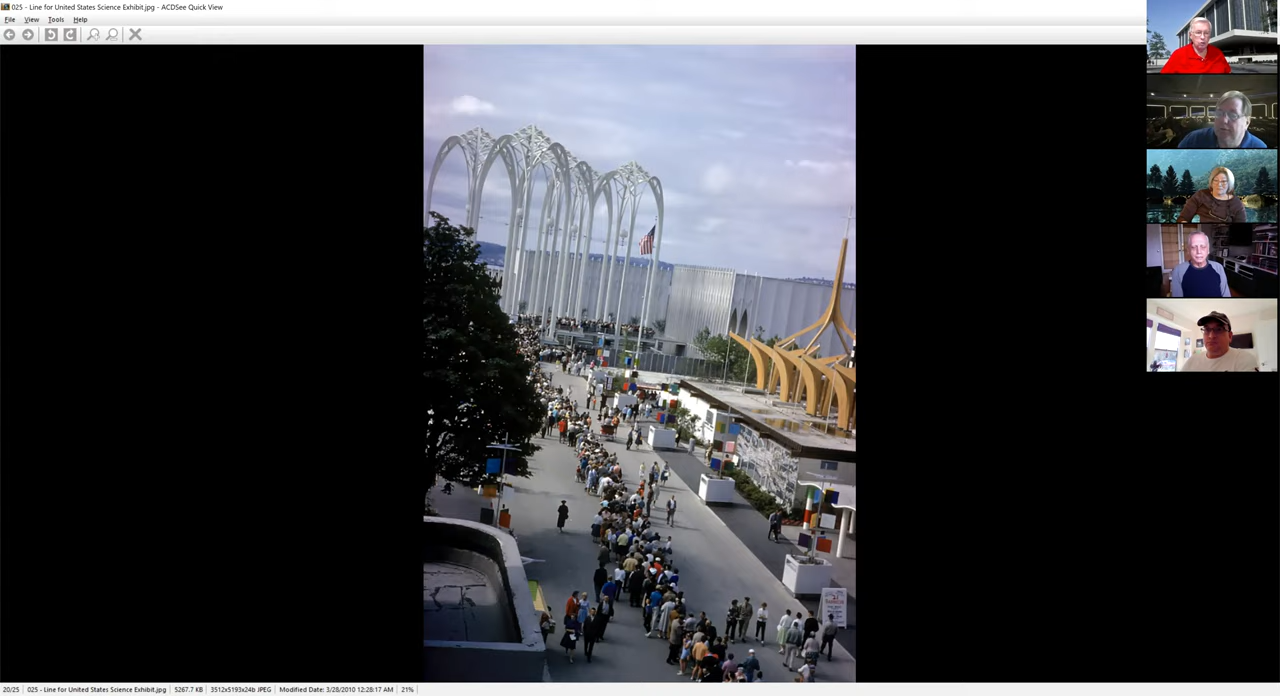 025 - Line for United States Science Exhibit.jpg - ACDSee Quick View
File View Tools Help
20/25 025 - Line for United States Science Exhibit.jpg 5267.7 KB 3512x5193x24b JPEG Modified Date: 3/28/2010 12:28:17 AM 21%